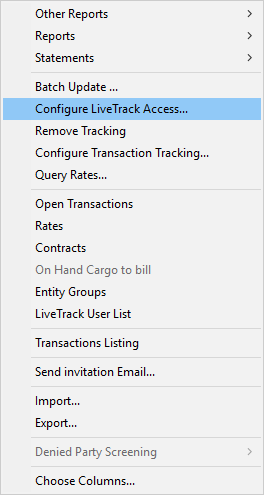 Other Reports
Reports
Statements
Batch Update ...
Configure LiveTrack Access...
Remove Tracking
Configure Transaction Tracking...
Query Rates...
Open Transactions
Rates
Contracts
On Hand Cargo to bill
Entity Groups
LiveTrack User List
Transactions Listing
Send invitation Email...
Import...
Export...
Denied Party Screening
Choose Columns...